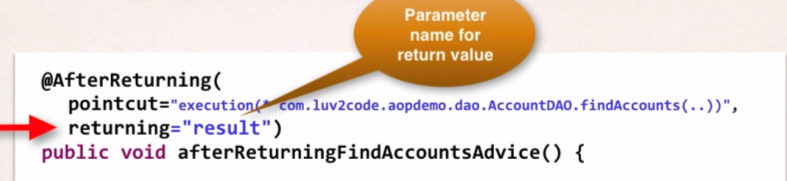 Parameter
name for
return value
@AfterReturning(
pointcut="execution(* com.luv2code.aopdemo.dao.AccountDAO.findAccounts(..))",
returning="result")
public void afterReturningFindAccountsAdvice() {